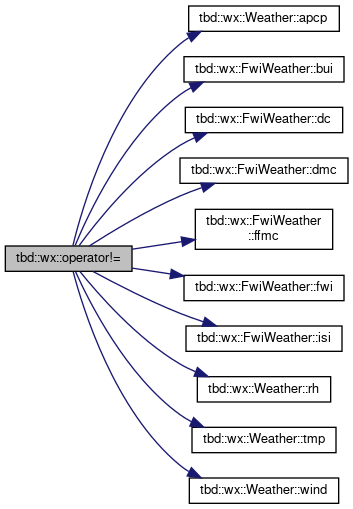 tbd::wx::Weather::apcp
tbd::wx::FwiWeather::bui
tbd::wx::FwiWeather::dc
tbd::wx::FwiWeather::dmc
tbd::wx::FwiWeather
::ffmc
tbd::wx::operator!=
tbd::wx::FwiWeather::fwi
tbd::wx::FwiWeather::isi
tbd::wx::Weather::rh
tbd::wx::Weather::tmp
tbd::wx::Weather::wind